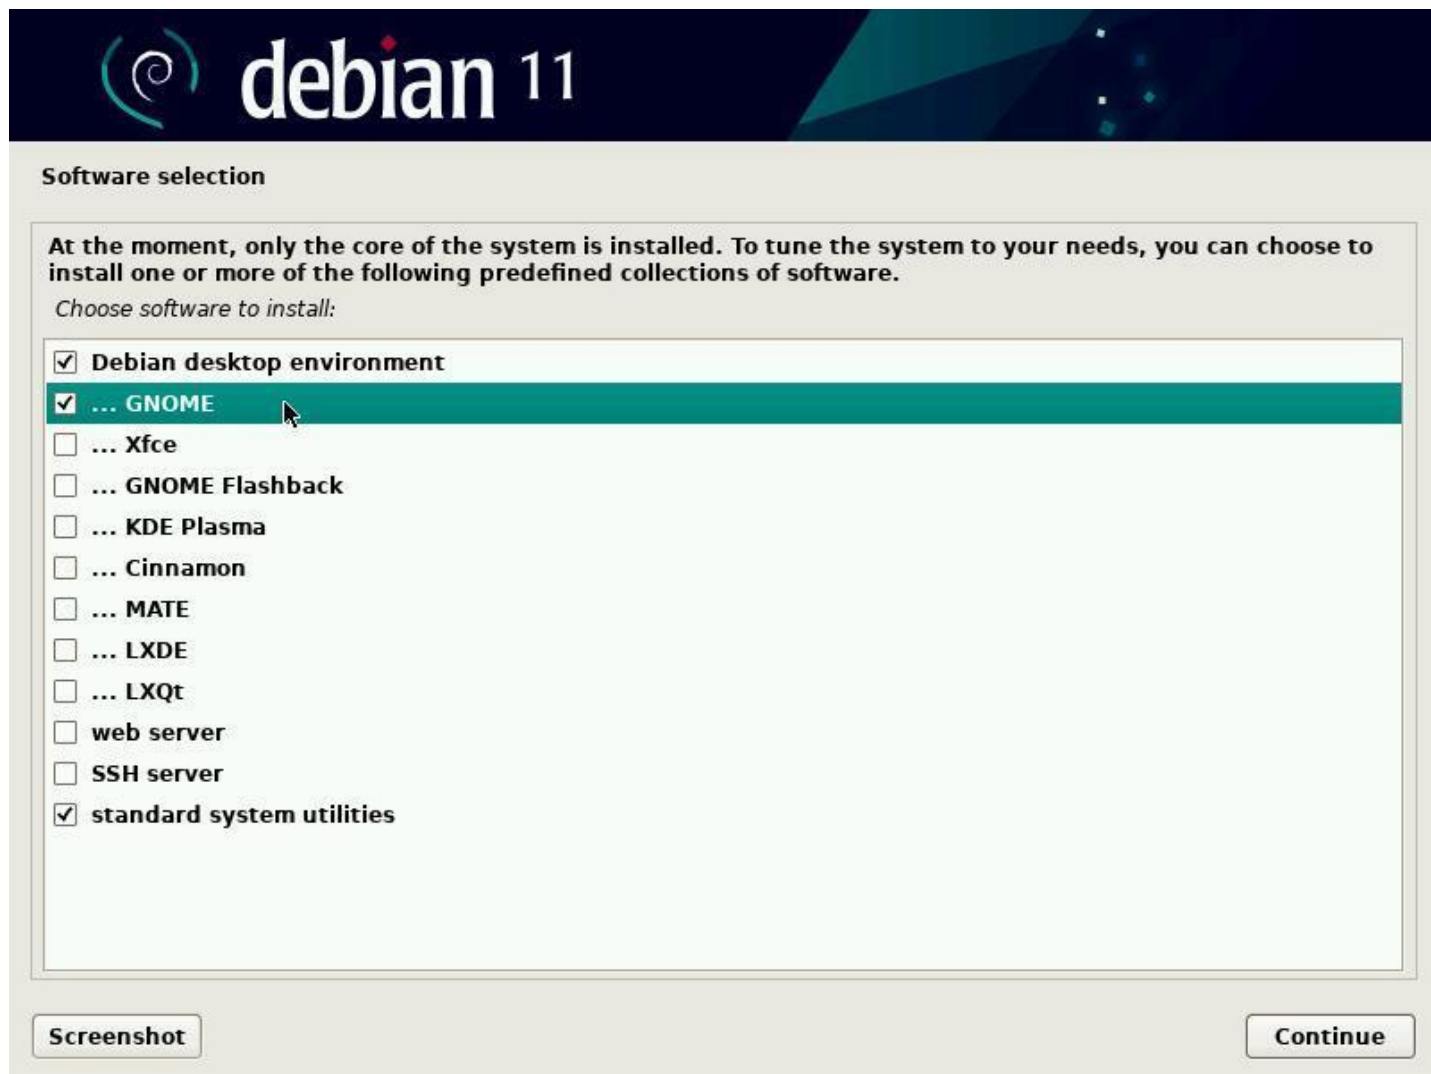 debian 11
Software selection
At the moment, only the core of the system is installed. To tune the system to your needs, you can choose to
install one or more of the following predefined collections of software.
Choose software to install:
Debian desktop environment
... GNOME
... Xfce
... GNOME Flashback
... KDE Plasma
... Cinnamon
... MATE
... LXDE
... LXQt
web server
SSH server
standard system utilities
Screenshot
Continue